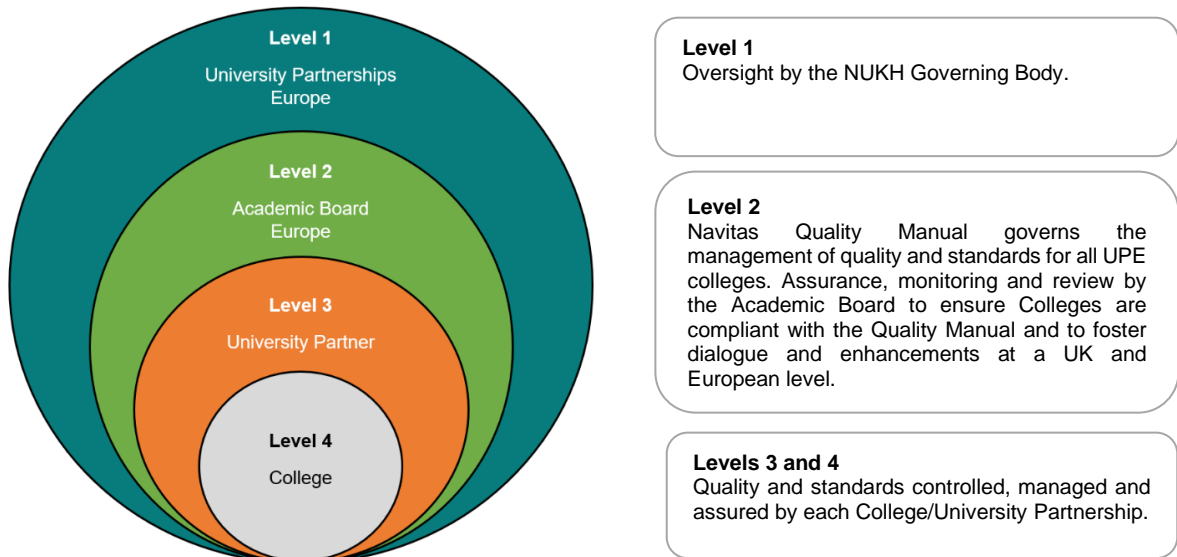 Level 1
University Partnerships
Europe
Level 2
Academic Board
Europe
Level 3
University Partner
Level 4
College
Level 1
Oversight by the NUKH Governing Body.
Level 2
Navitas Quality Manual governs the
management of quality and standards for all UPE
colleges. Assurance, monitoring and review by
the Academic Board to ensure Colleges are
compliant with the Quality Manual and to foster
dialogue and enhancements at a UK and
European level.
Levels 3 and 4
Quality and standards controlled, managed and
assured by each College/University Partnership.